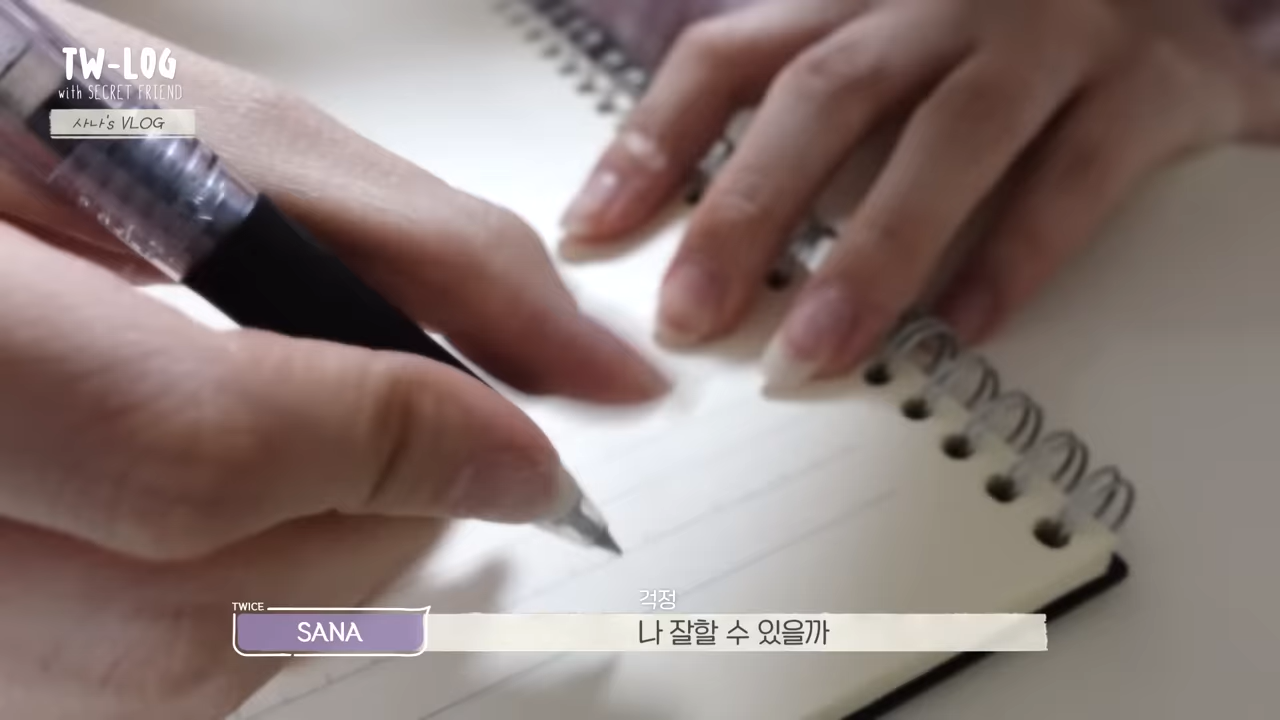 TW-LOG
with SECRET FRIEND
사나's VLOG
TWICE
SANA
걱정
나 잘할 수 있을까